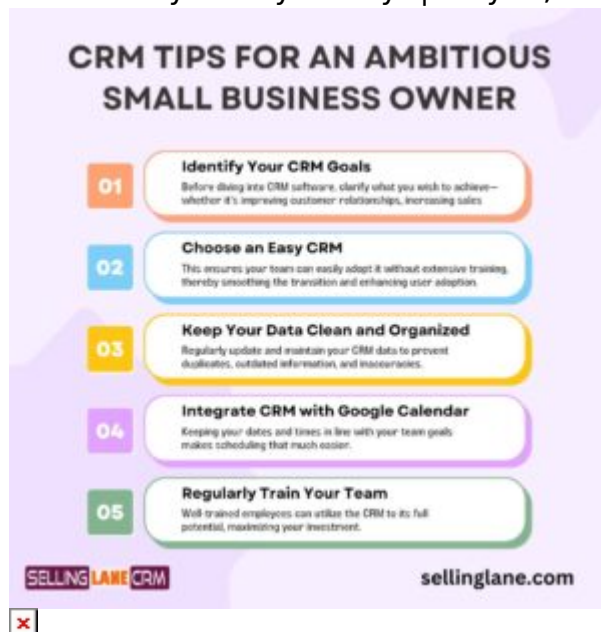 CRM TIPS FOR AN AMBITIOUS
SMALL BUSINESS OWNER
01
Identify Your CRM Goals
Before diving into CRM software, clarify what you wish to achieve—
whether it's improving customer relationships, increasing sales
02
Choose an Easy CRM
This ensures your team can easily adopt it without extensive training,
thereby smoothing the transition and enhancing user adoption.
03
Keep Your Data Clean and Organized
Regularly update and maintain your CRM data to prevent
duplicates, outdated information, and inaccuracies.
04
Integrate CRM with Google Calendar
Keeping your dates and times in line with your team goals
makes scheduling that much easier.
05
Regularly Train Your Team
Well-trained employees can utilize the CRM to its full
potential, maximizing your investment.
SELLING LANE CRM
sellinglane.com